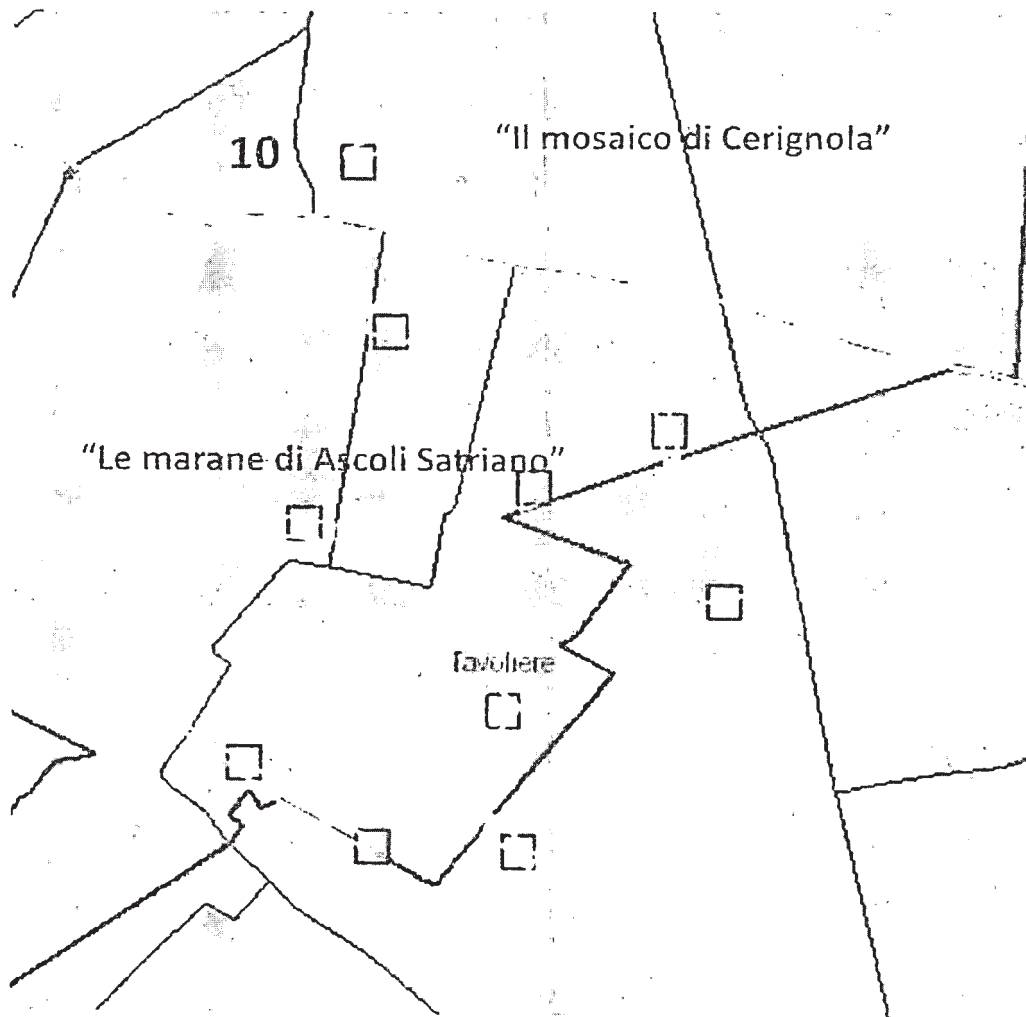 “Il mosaico di Cerignola”
10
“Le marane di Ascoli Satriano”
Tavoliere